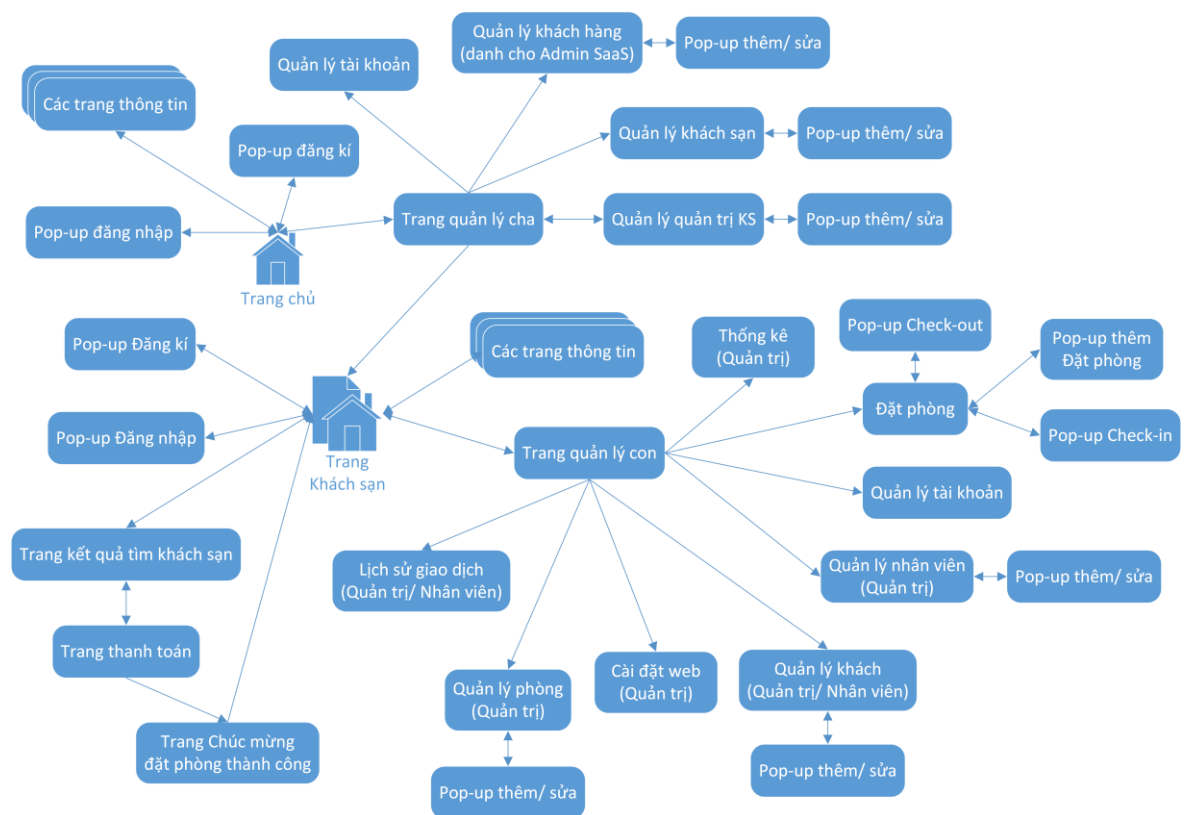 Quản lý khách hàng
(danh cho Admin SaaS)
Pop-up thêm/ sửa
Quản lý tài khoản
Các trang thông tin
Quản lý khách sạn
Pop-up thêm/ sửa
Pop-up đăng kí
Trang quản lý cha
Quản lý quản trị KS
Pop-up thêm/ sửa
Pop-up đăng nhập
Trang chủ
Pop-up Đăng kí
Các trang thông tin
Thống kê
(Quản trị)
Pop-up Check-out
Pop-up thêm
Đặt phòng
Đặt phòng
Pop-up Đăng nhập
Pop-up Check-in
Trang
Khách sạn
Trang quản lý con
Quản lý tài khoản
Trang kết quả tìm khách sạn
Lịch sử giao dịch
(Quản trị/ Nhân viên)
Quản lý nhân viên
(Quản trị)
Pop-up thêm/ sửa
Trang thanh toán
Quản lý phòng
(Quản trị)
Cài đặt web
(Quản trị)
Quản lý khách
(Quản trị/ Nhân viên)
Trang Chúc mừng
đặt phòng thành công
Pop-up thêm/ sửa
Pop-up thêm/ sửa